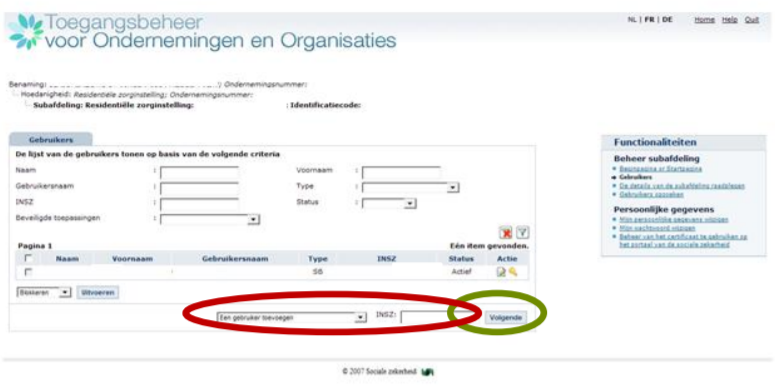 Toegangsbeheer
voor Ondernemingen en Organisaties
NL | FR | DE Home Help Quit
Benaming: Ondernemingsnummer:
Hoedanigheid: Residentiële zorginstelling; Ondernemingsnummer:
Subafdeling: Residentiële zorginstelling: : Identificatiecode:
Gebruikers
De lijst van de gebruikers tonen op basis van de volgende criteria
Naam : Voornaam :
Gebruikersnaam : Type :
INSZ : Status :
Beveiligde toepassingen :
Pagina 1 Eén item gevonden.
Naam Voornaam Gebruikersnaam Type INSZ Status Actie
SB Actief
Blokkeren Uitvoeren
Een gebruiker toevoegen INSZ: Volgende
Functionaliteiten
Beheer subafdeling
Beginpagina or Startpagina
Gebruikers
De details van de subafdeling raadplegen
Gebruikers opzoeken
Persoonlijke gegevens
Mijn persoonlijke gegevens wijzigen
Mijn wachtwoord wijzigen
Beheer van het certificaat te gebruiken op
het portaal van de sociale zekerheid
© 2007 Sociale zekerheid